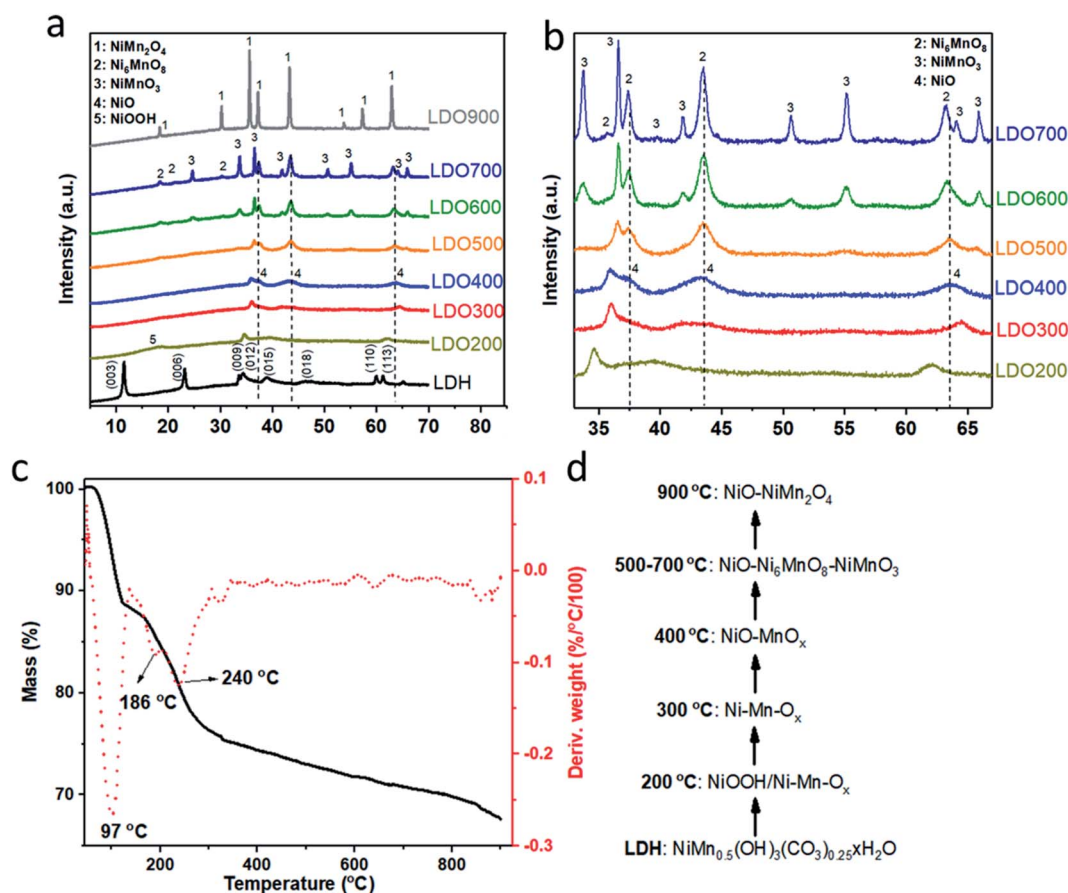 a
1: NiMn₂O₄
2: Ni₆MnO₈
3: NiMnO₃
4: NiO
5: NiOOH
1
1
1
1
1
1
1
1
LDO900
2 2 3 2 3 3 3 3 3 3 3
LDO700
LDO600
LDO500
4 4 4
LDO400
LDO300
5
LDO200
(003) (006) (009) (012) (015) (018) (110) (113)
LDH
Intensity (a.u.)
10 20 30 40 50 60 70 80
b
2: Ni₆MnO₈
3: NiMnO₃
4: NiO
3 2 3 2 3 3 2 3 3 2 3 3
LDO700
LDO600
LDO500
4 4 4
LDO400
LDO300
LDO200
Intensity (a.u.)
35 40 45 50 55 60 65
c
100
90
80
70
Mass (%)
0.1
0.0
-0.1
-0.2
-0.3
Deriv. weight (%/°C/100)
186 °C
240 °C
97 °C
200 400 600 800
Temperature (°C)
d
900 °C: NiO-NiMn₂O₄
500-700 °C: NiO-Ni₆MnO₈-NiMnO₃
400 °C: NiO-MnOₓ
300 °C: Ni-Mn-Oₓ
200 °C: NiOOH/Ni-Mn-Oₓ
LDH: NiMn₀.₅(OH)₃(CO₃)₀.₂₅xH₂O